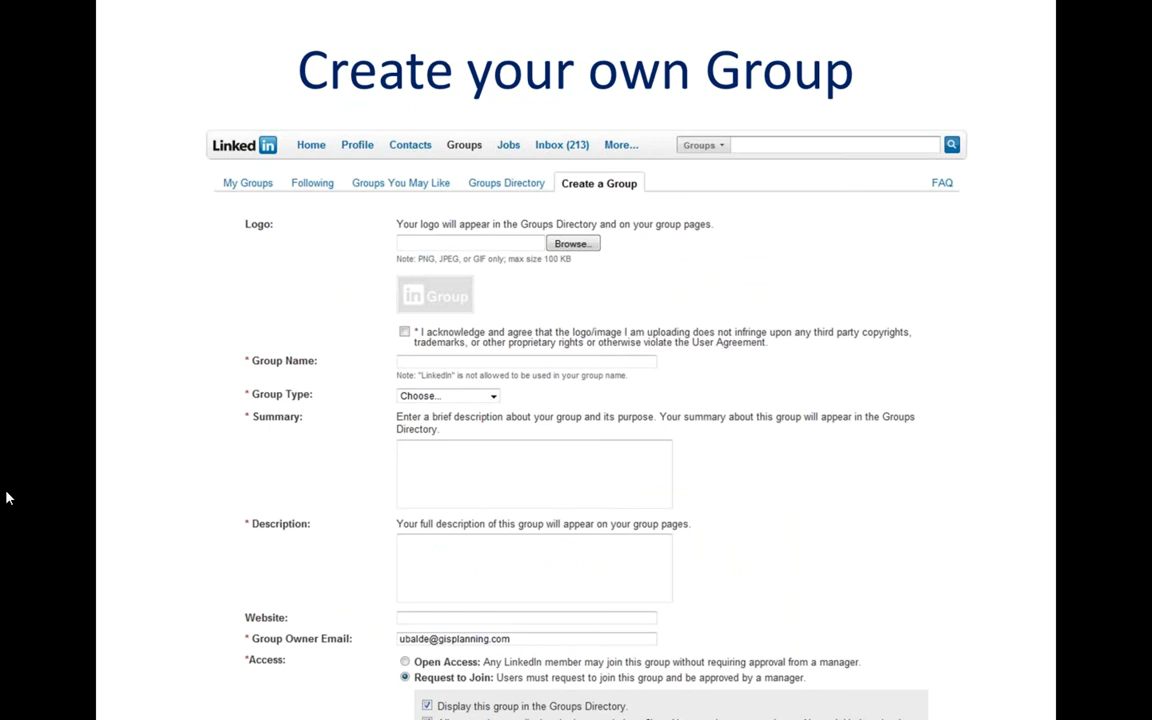 Create your own Group
Linked in Home Profile Contacts Groups Jobs Inbox (213) More... Groups
My Groups Following Groups You May Like Groups Directory Create a Group FAQ
Logo: Your logo will appear in the Groups Directory and on your group pages.
Browse...
Note: PNG, JPEG, or GIF only; max size 100 KB
in Group
* I acknowledge and agree that the logo/image I am uploading does not infringe upon any third party copyrights,
trademarks, or other proprietary rights or otherwise violate the User Agreement.
* Group Name:
Note: "LinkedIn" is not allowed to be used in your group name.
* Group Type: Choose...
* Summary: Enter a brief description about your group and its purpose. Your summary about this group will appear in the Groups
Directory.
* Description: Your full description of this group will appear on your group pages.
Website:
* Group Owner Email: ubalde@gisplanning.com
*Access: Open Access: Any LinkedIn member may join this group without requiring approval from a manager.
Request to Join: Users must request to join this group and be approved by a manager.
Display this group in the Groups Directory.